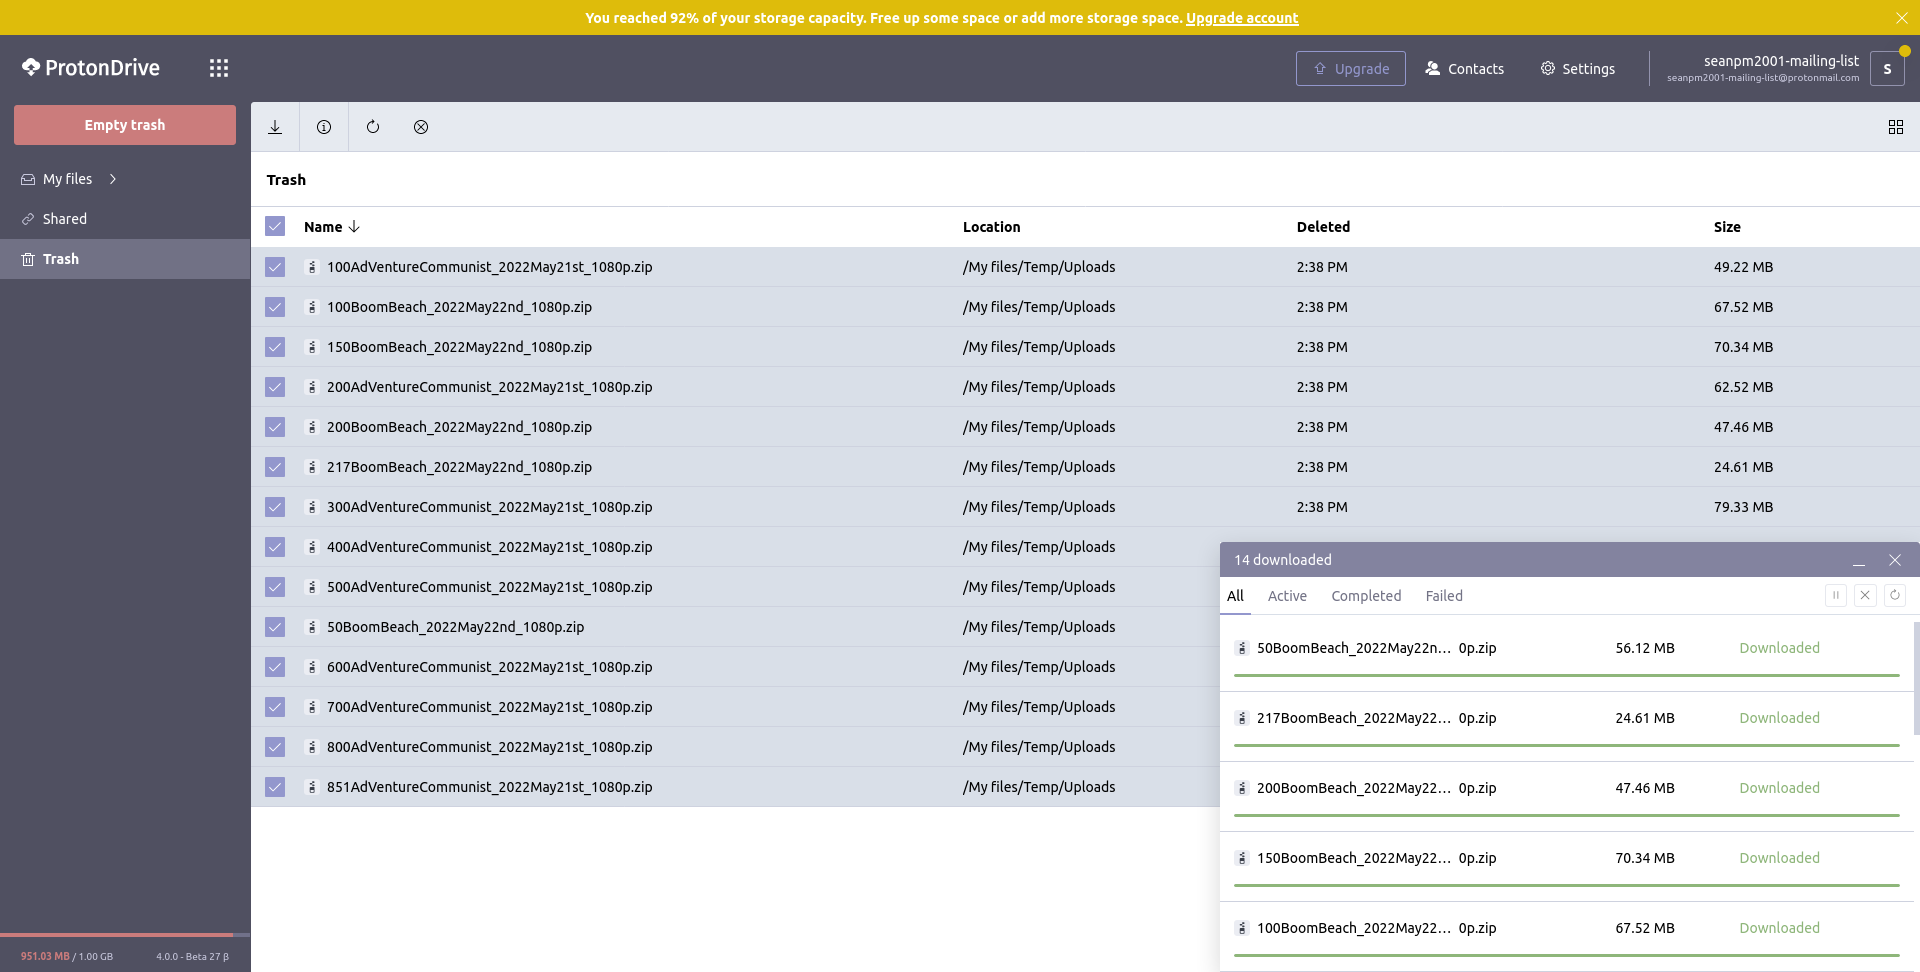 You reached 92% of your storage capacity. Free up some space or add more storage space. Upgrade account
ProtonDrive
Upgrade
Contacts
Settings
seanpm2001-mailing-list
seanpm2001-mailing-list@protonmail.com
S
Empty trash
My files
Shared
Trash
Trash
Name Location Deleted Size
100AdVentureCommunist_2022May21st_1080p.zip /My files/Temp/Uploads 2:38 PM 49.22 MB
100BoomBeach_2022May22nd_1080p.zip /My files/Temp/Uploads 2:38 PM 67.52 MB
150BoomBeach_2022May22nd_1080p.zip /My files/Temp/Uploads 2:38 PM 70.34 MB
200AdVentureCommunist_2022May21st_1080p.zip /My files/Temp/Uploads 2:38 PM 62.52 MB
200BoomBeach_2022May22nd_1080p.zip /My files/Temp/Uploads 2:38 PM 47.46 MB
217BoomBeach_2022May22nd_1080p.zip /My files/Temp/Uploads 2:38 PM 24.61 MB
300AdVentureCommunist_2022May21st_1080p.zip /My files/Temp/Uploads 2:38 PM 79.33 MB
400AdVentureCommunist_2022May21st_1080p.zip /My files/Temp/Uploads
500AdVentureCommunist_2022May21st_1080p.zip /My files/Temp/Uploads
50BoomBeach_2022May22nd_1080p.zip /My files/Temp/Uploads
600AdVentureCommunist_2022May21st_1080p.zip /My files/Temp/Uploads
700AdVentureCommunist_2022May21st_1080p.zip /My files/Temp/Uploads
800AdVentureCommunist_2022May21st_1080p.zip /My files/Temp/Uploads
851AdVentureCommunist_2022May21st_1080p.zip /My files/Temp/Uploads
14 downloaded
All Active Completed Failed
50BoomBeach_2022May22n... 0p.zip 56.12 MB Downloaded
217BoomBeach_2022May22... 0p.zip 24.61 MB Downloaded
200BoomBeach_2022May22... 0p.zip 47.46 MB Downloaded
150BoomBeach_2022May22... 0p.zip 70.34 MB Downloaded
100BoomBeach_2022May22... 0p.zip 67.52 MB Downloaded
951.03 MB / 1.00 GB 4.0.0 - Beta 27 β